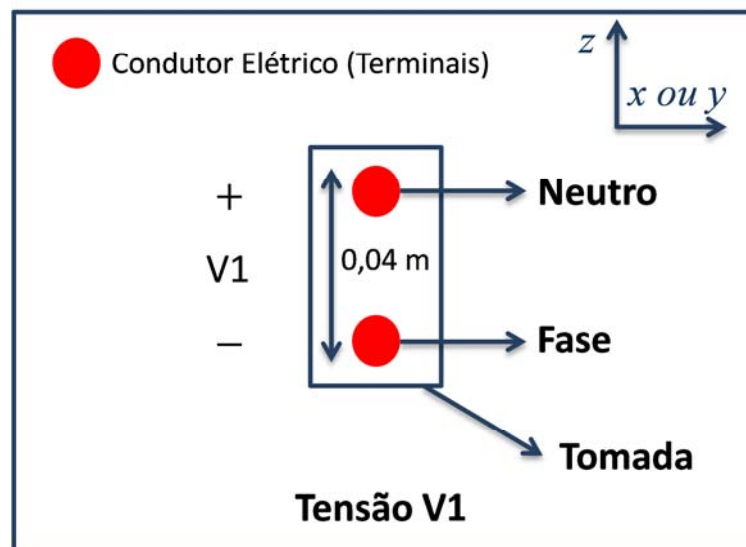 Condutor Elétrico (Terminais)
z
x ou y
+
Neutro
V1
0,04 m
−
Fase
Tomada
Tensão V1